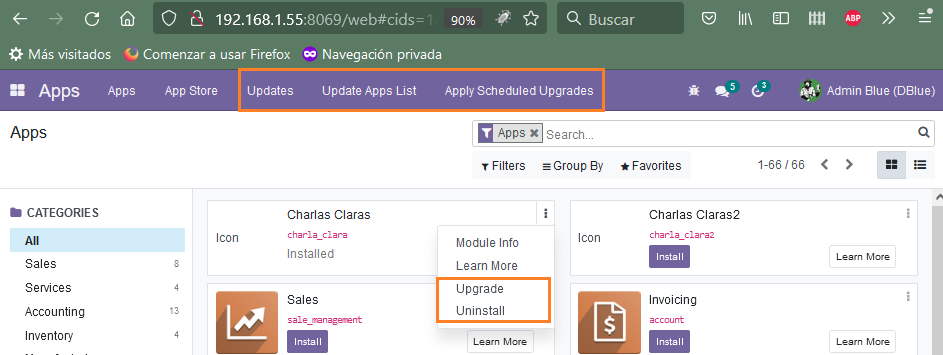 192.168.1.55:8069/web#cids=1
90%
Buscar
ABP
Más visitados
Comenzar a usar Firefox
Navegación privada
Apps
Apps
App Store
Updates
Update Apps List
Apply Scheduled Upgrades
5
3
Admin Blue (DBlue)
Apps
Apps
Search...
Filters
Group By
Favorites
1-66 / 66
CATEGORIES
All
Sales 8
Services 4
Accounting 13
Inventory 4
Icon
Charlas Claras
charla_clara
Installed
Module Info
Learn More
Upgrade
Uninstall
Icon
Charlas Claras2
charla_clara2
Install
Learn More
Sales
sale_management
Install
Learn More
Invoicing
account
Install
Learn More